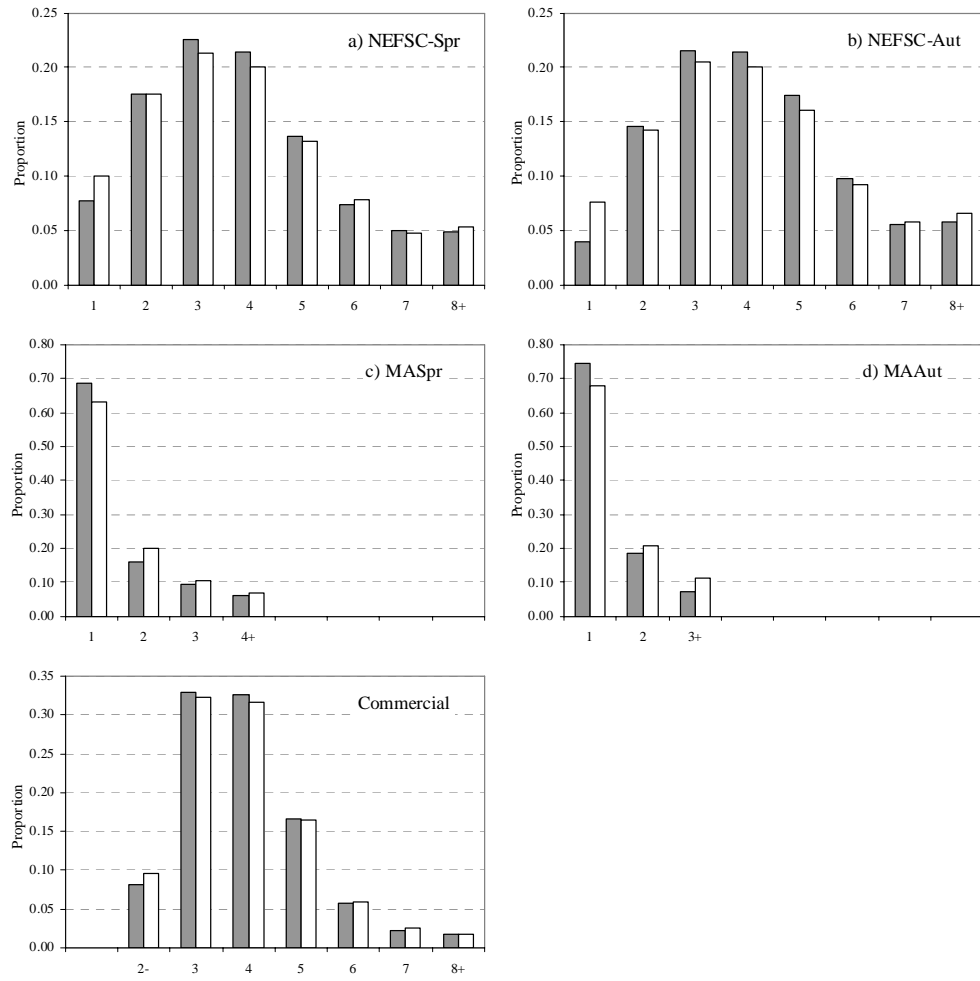 0.25
0.20
0.15
0.10
0.05
0.00
Proportion
a) NEFSC-Spr
1 2 3 4 5 6 7 8+
0.25
0.20
0.15
0.10
0.05
0.00
Proportion
b) NEFSC-Aut
1 2 3 4 5 6 7 8+
0.80
0.70
0.60
0.50
0.40
0.30
0.20
0.10
0.00
Proportion
c) MASpr
1 2 3 4+
0.80
0.70
0.60
0.50
0.40
0.30
0.20
0.10
0.00
Proportion
d) MAAut
1 2 3+
0.35
0.30
0.25
0.20
0.15
0.10
0.05
0.00
Proportion
Commercial
2- 3 4 5 6 7 8+